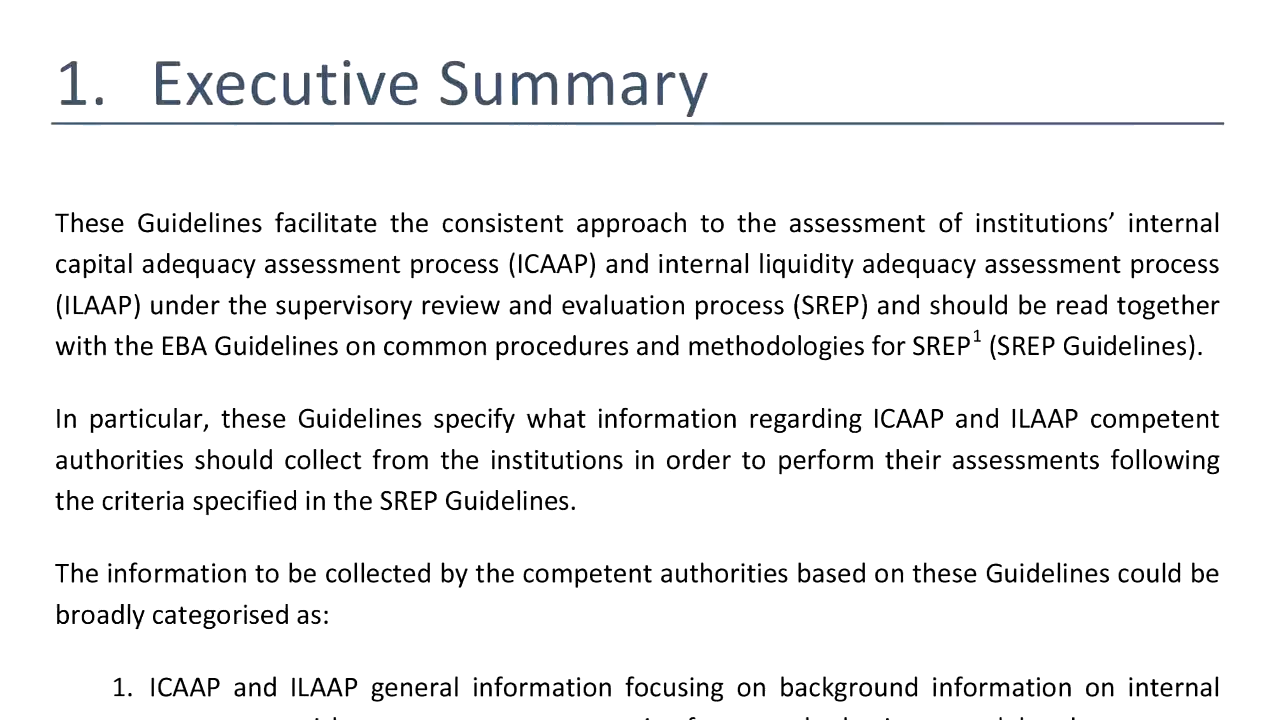 1. Executive Summary
These Guidelines facilitate the consistent approach to the assessment of institutions’ internal
capital adequacy assessment process (ICAAP) and internal liquidity adequacy assessment process
(ILAAP) under the supervisory review and evaluation process (SREP) and should be read together
with the EBA Guidelines on common procedures and methodologies for SREP¹ (SREP Guidelines).
In particular, these Guidelines specify what information regarding ICAAP and ILAAP competent
authorities should collect from the institutions in order to perform their assessments following
the criteria specified in the SREP Guidelines.
The information to be collected by the competent authorities based on these Guidelines could be
broadly categorised as:
1. ICAAP and ILAAP general information focusing on background information on internal